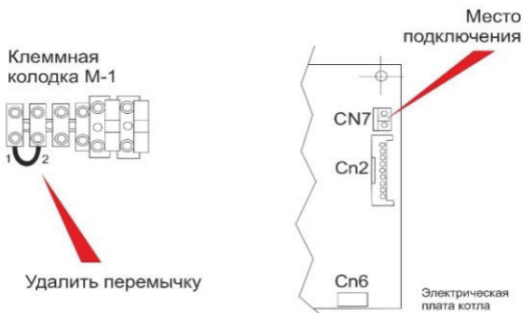 Место
подключения
Клеммная
колодка М-1
1 2
Удалить перемычку
CN7
Cn2
Cn6
Электрическая
плата котла